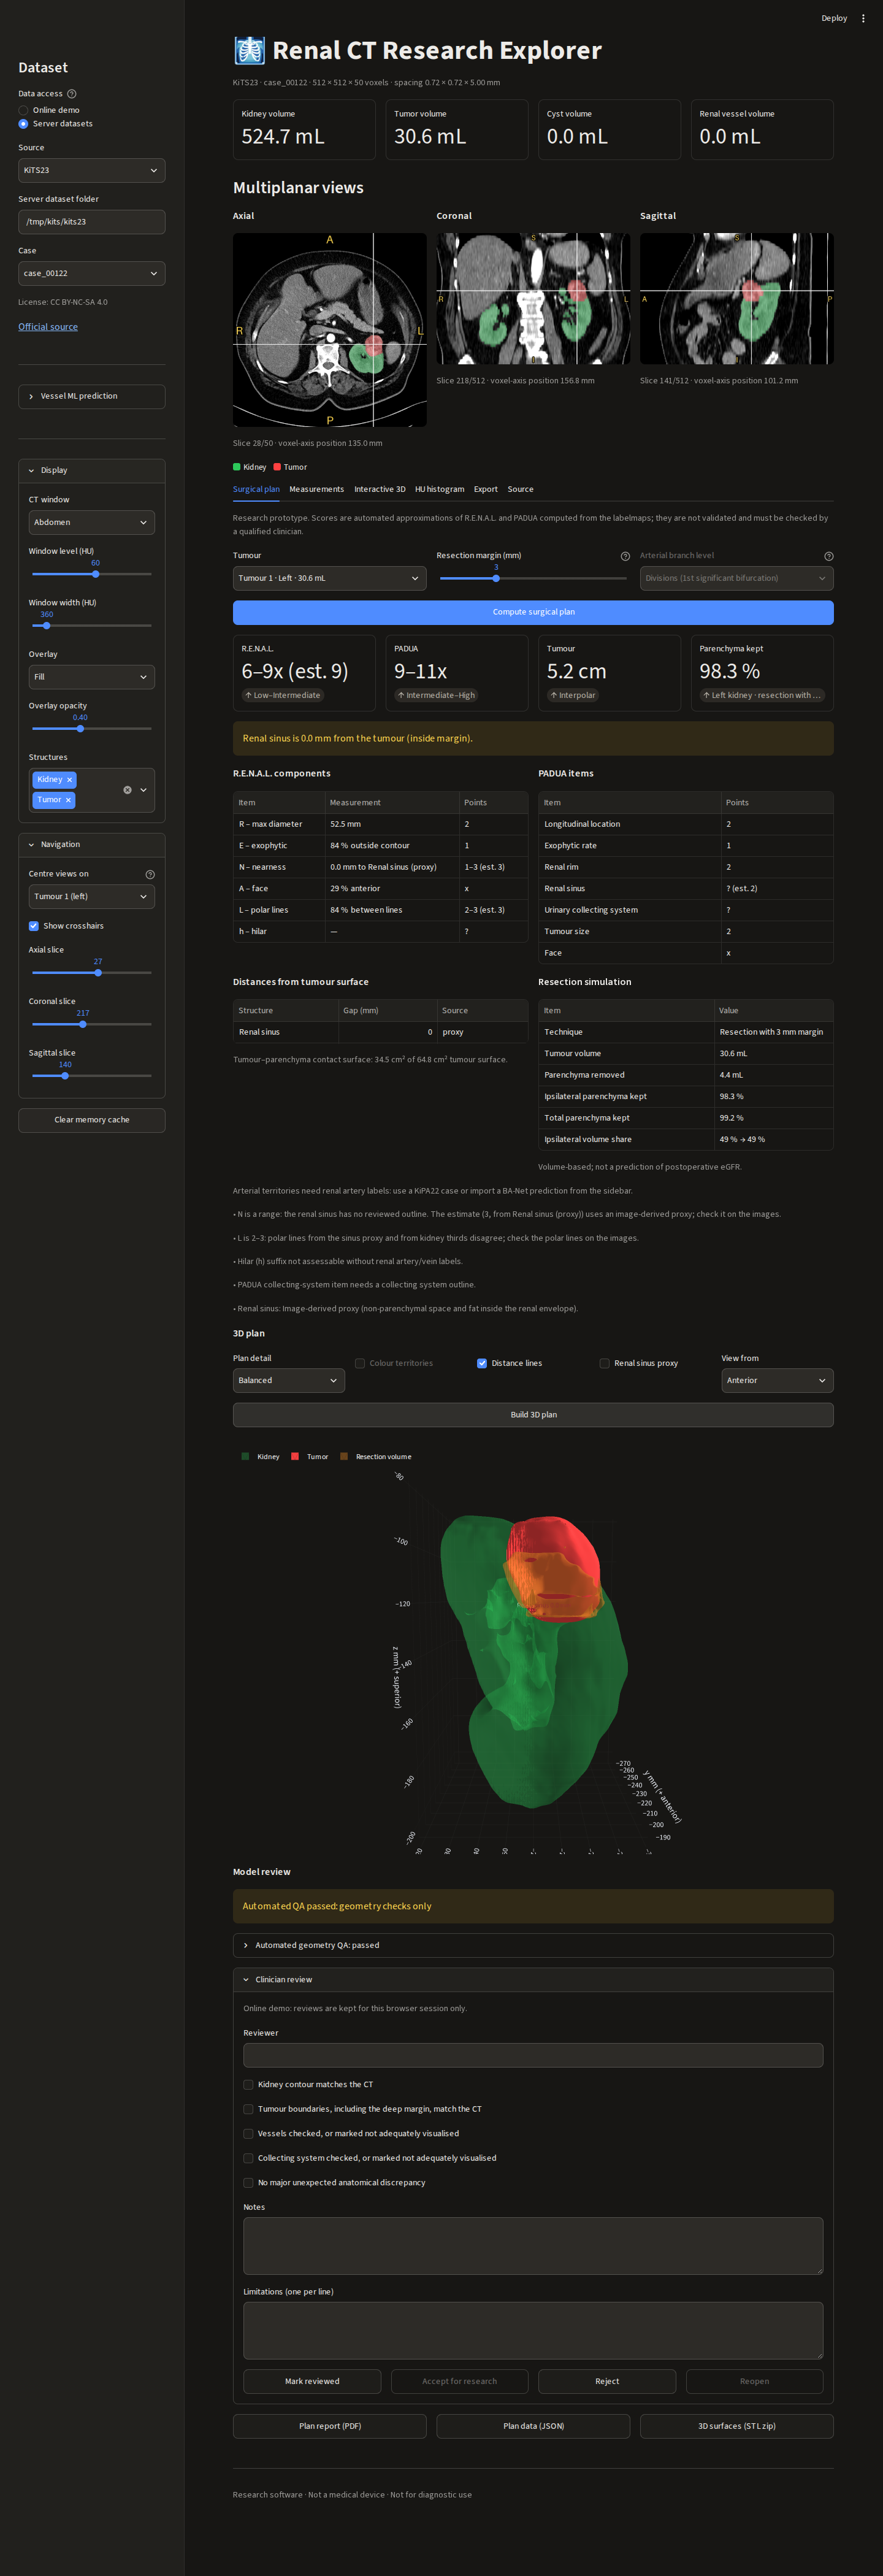 Deploy
Dataset
Data access
Online demo
Server datasets
Source
KiTS23
Server dataset folder
/tmp/kits/kits23
Case
case_00122
License: CC BY-NC-SA 4.0
Official source
Vessel ML prediction
Display
CT window
Abdomen
Window level (HU)
60
Window width (HU)
360
Overlay
Fill
Overlay opacity
0.40
Structures
Kidney
Tumor
Navigation
Centre views on
Tumour 1 (left)
Show crosshairs
Axial slice
27
Coronal slice
217
Sagittal slice
140
Clear memory cache
Renal CT Research Explorer
KiTS23 · case_00122 · 512 × 512 × 50 voxels · spacing 0.72 × 0.72 × 5.00 mm
Kidney volume
524.7 mL
Tumor volume
30.6 mL
Cyst volume
0.0 mL
Renal vessel volume
0.0 mL
Multiplanar views
Axial
A
R
L
P
Slice 28/50 · voxel-axis position 135.0 mm
Coronal
S
R
L
Slice 218/512 · voxel-axis position 156.8 mm
Sagittal
S
A
P
Slice 141/512 · voxel-axis position 101.2 mm
Kidney Tumor
Surgical plan Measurements Interactive 3D HU histogram Export Source
Research prototype. Scores are automated approximations of R.E.N.A.L. and PADUA computed from the labelmaps; they are not validated and must be checked by
a qualified clinician.
Tumour
Tumour 1 · Left · 30.6 mL
Resection margin (mm)
3
Arterial branch level
Divisions (1st significant bifurcation)
Compute surgical plan
R.E.N.A.L.
6–9x (est. 9)
↑ Low–Intermediate
PADUA
9–11x
↑ Intermediate–High
Tumour
5.2 cm
↑ Interpolar
Parenchyma kept
98.3 %
↑ Left kidney · resection with …
Renal sinus is 0.0 mm from the tumour (inside margin).
R.E.N.A.L. components
Item Measurement Points
R – max diameter 52.5 mm 2
E – exophytic 84 % outside contour 1
N – nearness 0.0 mm to Renal sinus (proxy) 1–3 (est. 3)
A – face 29 % anterior x
L – polar lines 84 % between lines 2–3 (est. 3)
h – hilar — ?
PADUA items
Item Points
Longitudinal location 2
Exophytic rate 1
Renal rim 2
Renal sinus ? (est. 2)
Urinary collecting system ?
Tumour size 2
Face x
Distances from tumour surface
Structure Gap (mm) Source
Renal sinus 0 proxy
Tumour–parenchyma contact surface: 34.5 cm² of 64.8 cm² tumour surface.
Resection simulation
Item Value
Technique Resection with 3 mm margin
Tumour volume 30.6 mL
Parenchyma removed 4.4 mL
Ipsilateral parenchyma kept 98.3 %
Total parenchyma kept 99.2 %
Ipsilateral volume share 49 % → 49 %
Volume-based; not a prediction of postoperative eGFR.
Arterial territories need renal artery labels: use a KiPA22 case or import a BA-Net prediction from the sidebar.
• N is a range: the renal sinus has no reviewed outline. The estimate (3, from Renal sinus (proxy)) uses an image-derived proxy; check it on the images.
• L is 2–3: polar lines from the sinus proxy and from kidney thirds disagree; check the polar lines on the images.
• Hilar (h) suffix not assessable without renal artery/vein labels.
• PADUA collecting-system item needs a collecting system outline.
• Renal sinus: Image-derived proxy (non-parenchymal space and fat inside the renal envelope).
3D plan
Plan detail
Balanced
Colour territories
Distance lines
Renal sinus proxy
View from
Anterior
Build 3D plan
Kidney Tumor Resection volume
−80
−100
−120
−140
−160
−180
−200
z mm (+ superior)
−270
−260
−250
−240
−230
−220
−210
−200
−190
y mm (+ anterior)
Model review
Automated QA passed: geometry checks only
Automated geometry QA: passed
Clinician review
Online demo: reviews are kept for this browser session only.
Reviewer
Kidney contour matches the CT
Tumour boundaries, including the deep margin, match the CT
Vessels checked, or marked not adequately visualised
Collecting system checked, or marked not adequately visualised
No major unexpected anatomical discrepancy
Notes
Limitations (one per line)
Mark reviewed
Accept for research
Reject
Reopen
Plan report (PDF)
Plan data (JSON)
3D surfaces (STL zip)
Research software · Not a medical device · Not for diagnostic use